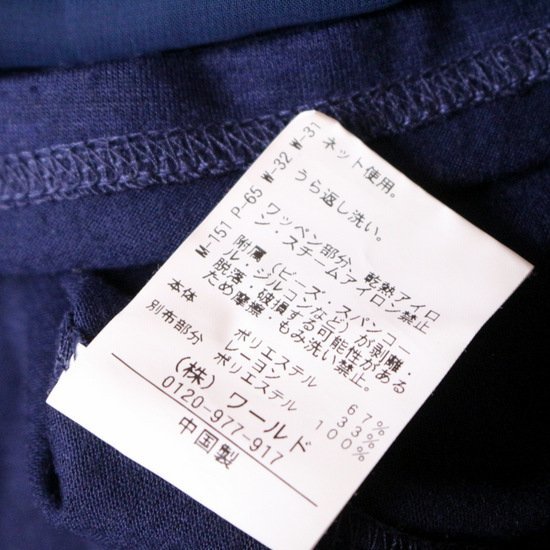 W-31 ネット使用。
W-32 うら返し洗い。
P-65 ワッペン部分、乾熱アイロ
ン・スチームアイロン禁止
W-151 附属(ビーズ・スパンコー
ル・シルコンなど)が剥離・
脱落・破損する可能性がある
ため摩擦・もみ洗い禁止。
本体 ポリエステル 67%
レーヨン 33%
別布部分 ポリエステル 100%
(株)ワールド
0120-977-917
中国製